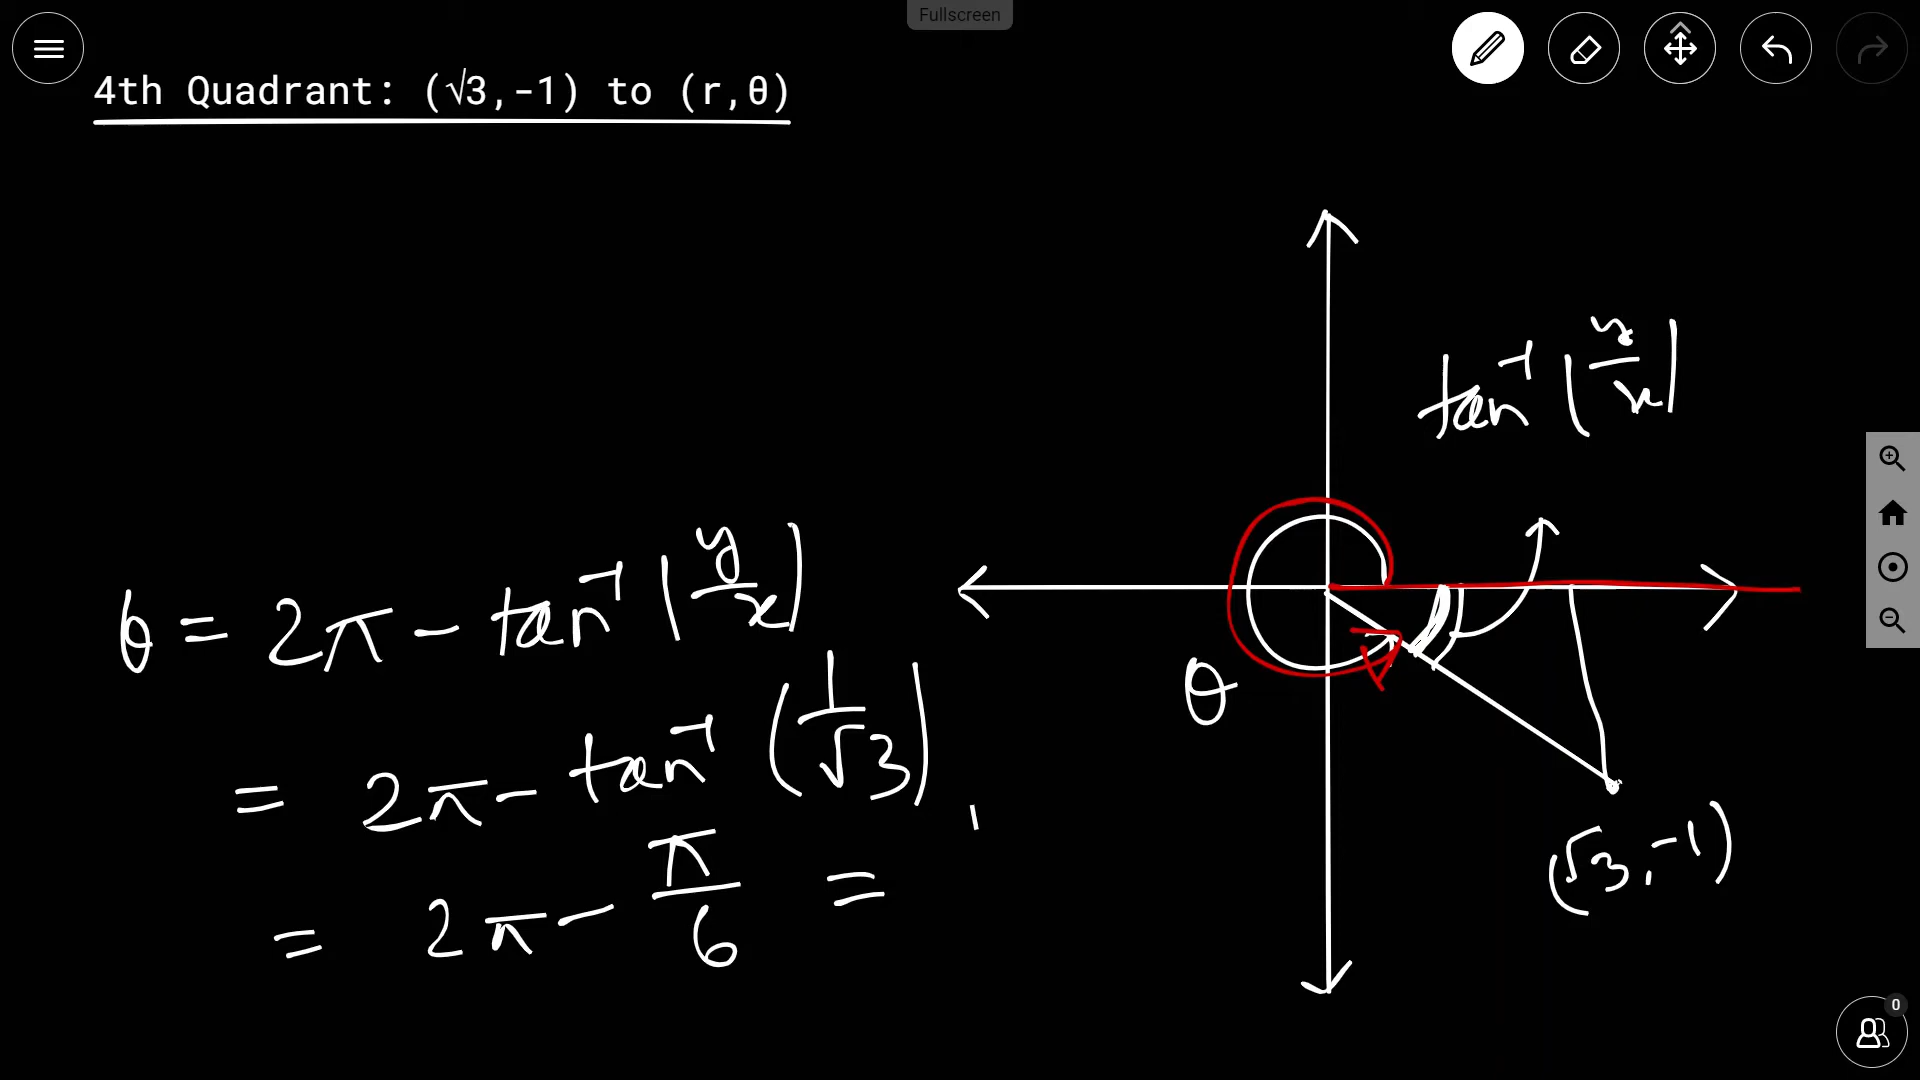 Fullscreen
4th Quadrant: (√3,-1) to (r,θ)
tan⁻¹ |y/x|
θ = 2π - tan⁻¹ |y/x|
θ
= 2π - tan⁻¹ (1/√3)
(√3, -1)
= 2π - π/6 =
0